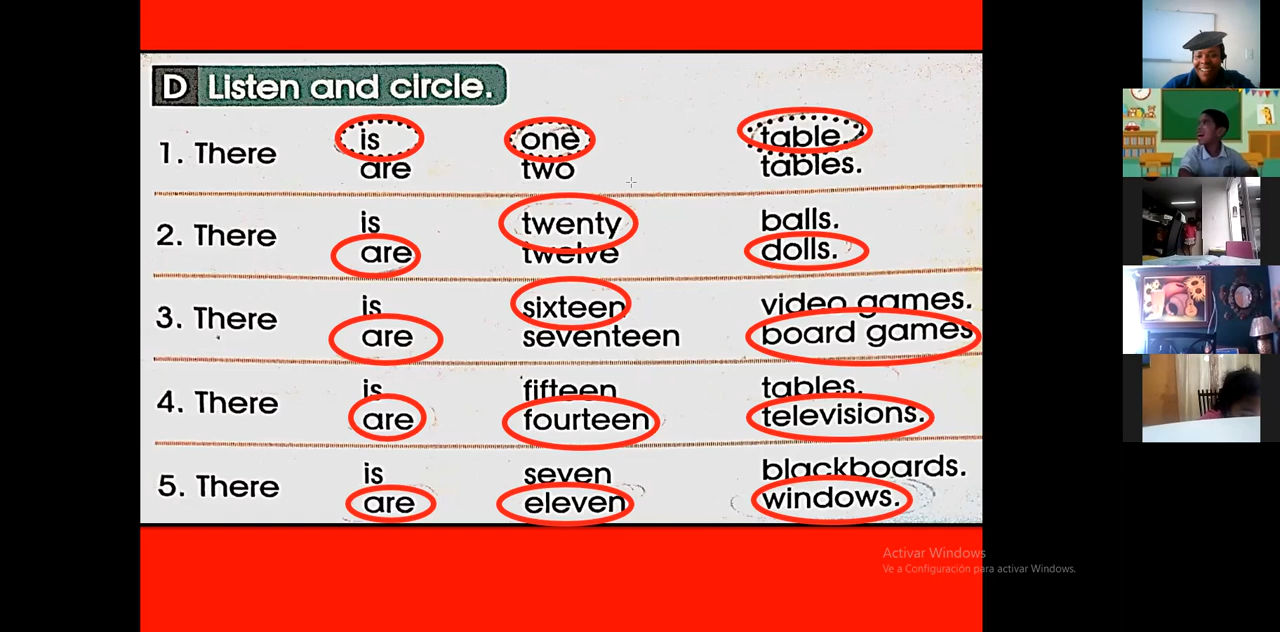 D Listen and circle.
is one table.
1. There
are two tables.
is twenty balls.
2. There
are twelve dolls.
is sixteen video games.
3. There
are seventeen board games
is fifteen tables.
4. There
are fourteen televisions.
is seven blackboards.
5. There
are eleven windows.
Activar Windows
Ve a Configuración para activar Windows.